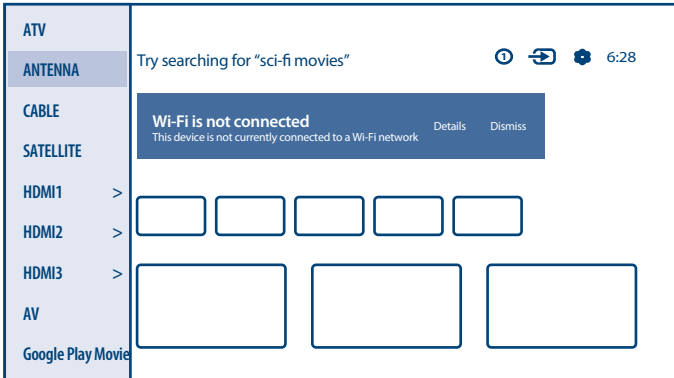 ATV
ANTENNA
CABLE
SATELLITE
HDMI1 >
HDMI2 >
HDMI3 >
AV
Google Play Movie
Try searching for “sci-fi movies”
1 6:28
Wi-Fi is not connected
This device is not currently connected to a Wi-Fi network
Details Dismiss